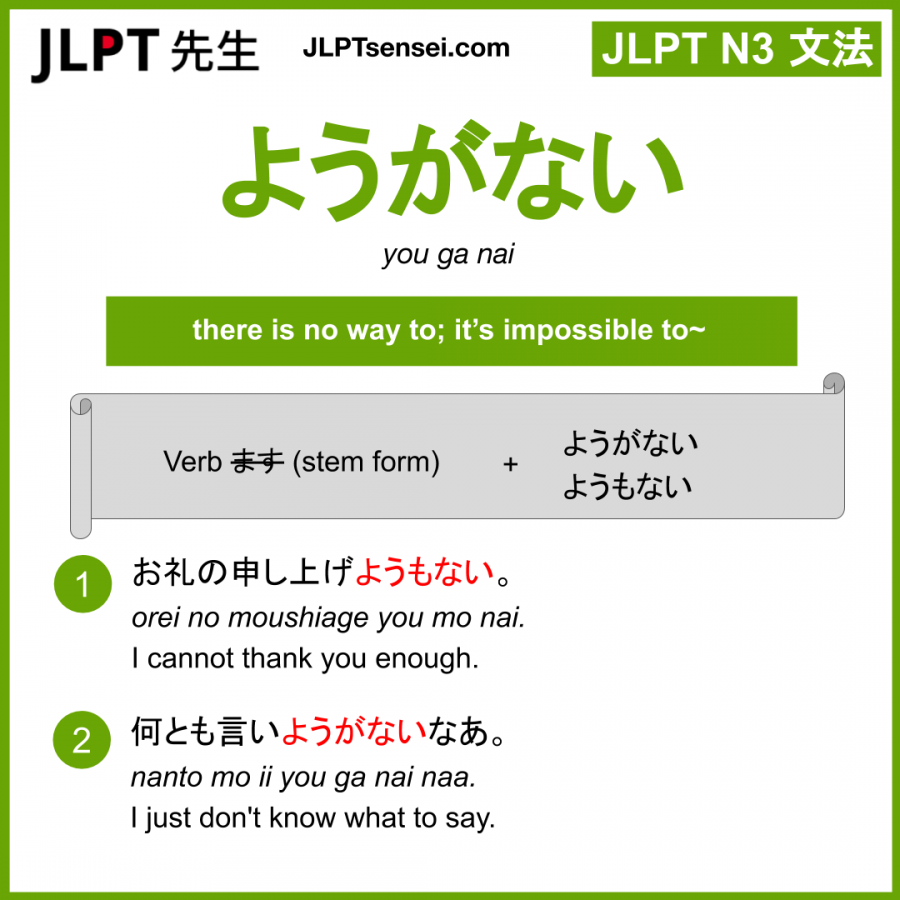 JLPT 先生
JLPTsensei.com
JLPT N3 文法
ようがない
you ga nai
there is no way to; it’s impossible to~
Verb ます (stem form) + ようがない
ようもない
1 お礼の申し上げようもない。
orei no moushiage you mo nai.
I cannot thank you enough.
2 何とも言いようがないなあ。
nanto mo ii you ga nai naa.
I just don't know what to say.